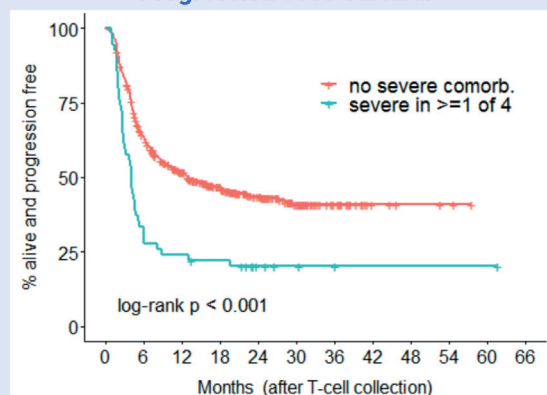 100
75
50
25
0
% alive and progression free
no severe comorb.
severe in >=1 of 4
log-rank p < 0.001
0 6 12 18 24 30 36 42 48 54 60 66
Months (after T-cell collection)